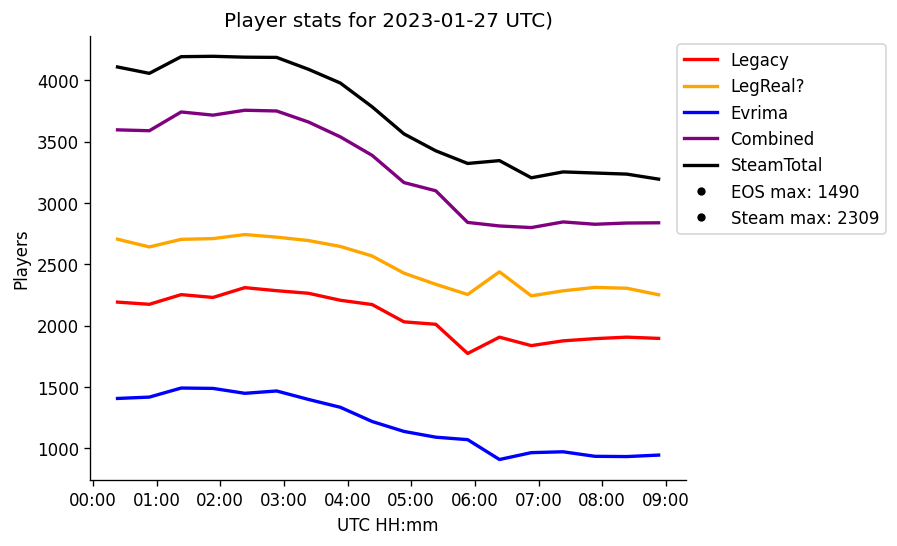 Player stats for 2023-01-27 UTC)
Legacy
LegReal?
Evrima
Combined
SteamTotal
EOS max: 1490
Steam max: 2309
Players
4000
3500
3000
2500
2000
1500
1000
00:00 01:00 02:00 03:00 04:00 05:00 06:00 07:00 08:00 09:00
UTC HH:mm